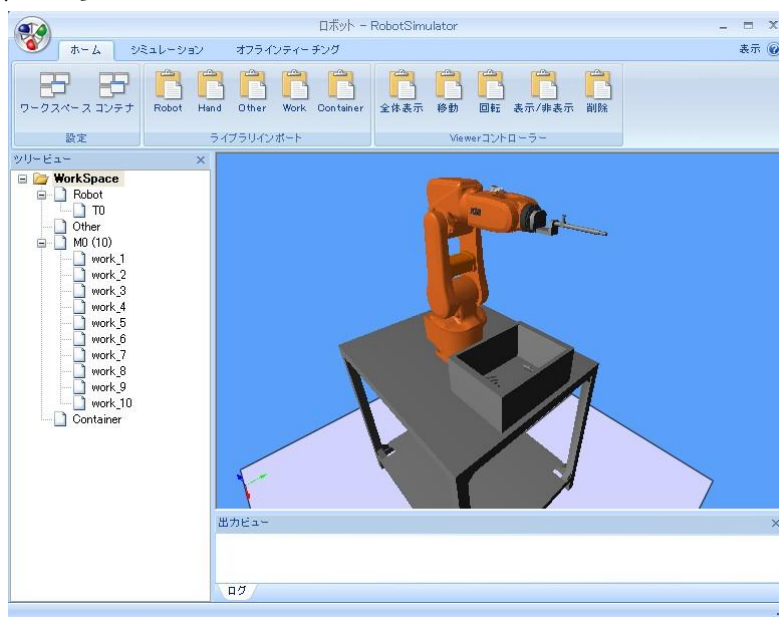 ロボット - RobotSimulator
ホーム シミュレーション オフラインティーチング 表示
ワークスペース コンテナ Robot Hand Other Work Container 全体表示 移動 回転 表示/非表示 削除
設定 ライブラリインポート Viewerコントローラー
ツリービュー
WorkSpace
Robot
T0
Other
M0 (10)
work_1
work_2
work_3
work_4
work_5
work_6
work_7
work_8
work_9
work_10
Container
出力ビュー
ログ